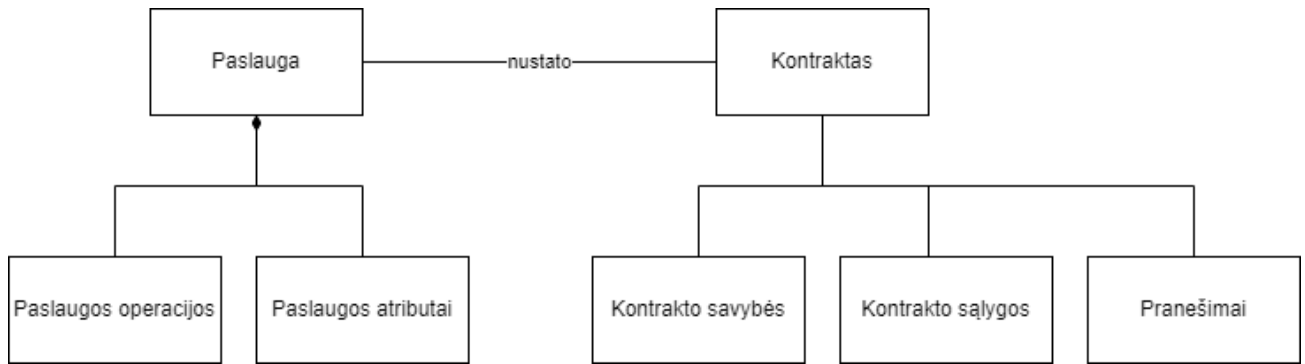 Paslauga
nustato
Kontraktas
Paslaugos operacijos
Paslaugos atributai
Kontrakto savybės
Kontrakto sąlygos
Pranešimai